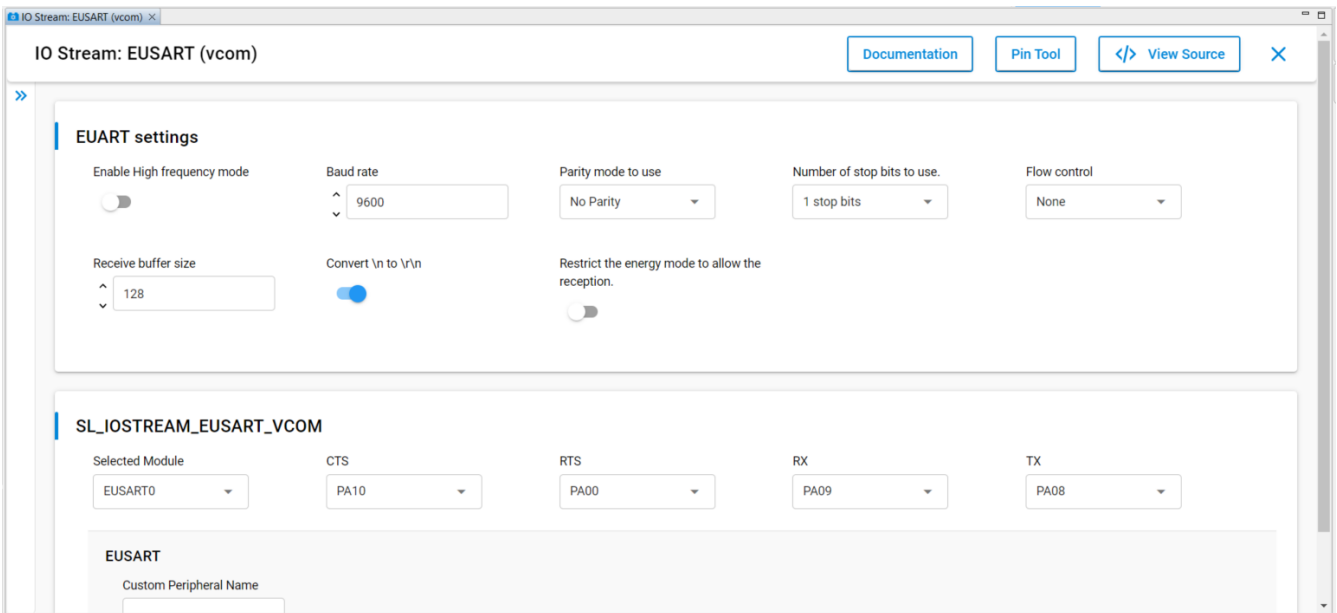 IO Stream: EUSART (vcom)
IO Stream: EUSART (vcom)
Documentation
Pin Tool
</> View Source
EUART settings
Enable High frequency mode
Baud rate
Parity mode to use
Number of stop bits to use.
Flow control
9600
No Parity
1 stop bits
None
Receive buffer size
Convert \n to \r\n
Restrict the energy mode to allow the
reception.
128
SL_IOSTREAM_EUSART_VCOM
Selected Module
CTS
RTS
RX
TX
EUSART0
PA10
PA00
PA09
PA08
EUSART
Custom Peripheral Name